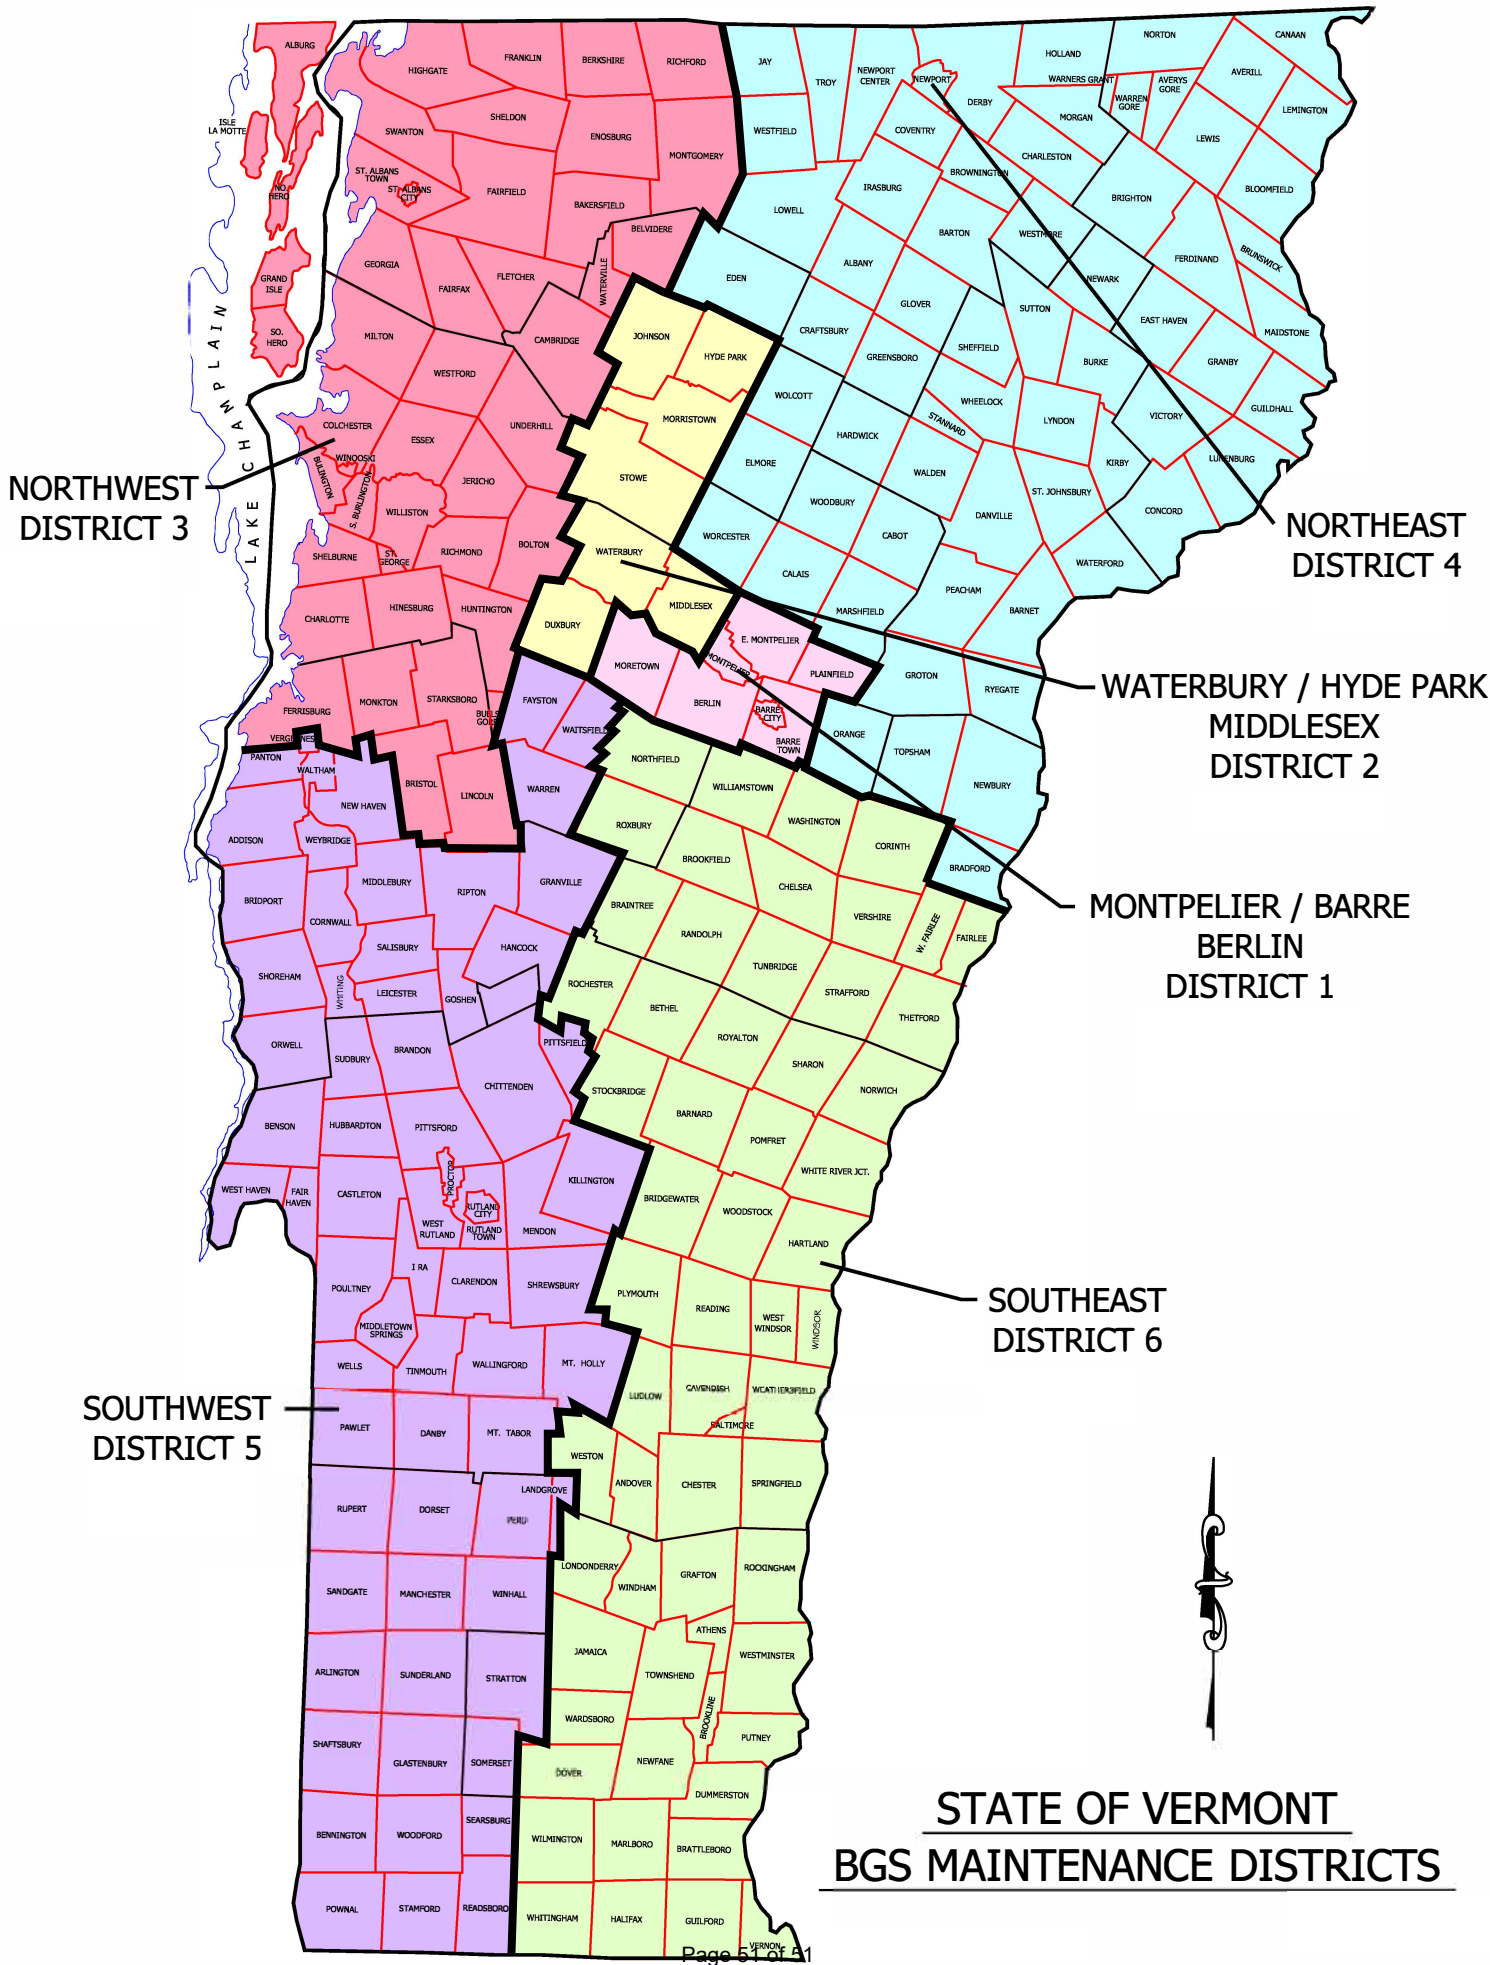 ALBURG
ISLE
LA MOTTE
NO.
HERO
GRAND
ISLE
SO.
HERO
LAKE CHAMPLAIN
HIGHGATE
FRANKLIN
BERKSHIRE
RICHFORD
SWANTON
SHELDON
ENOSBURG
MONTGOMERY
ST. ALBANS
TOWN
ST. ALBANS
CITY
FAIRFIELD
BAKERSFIELD
BELVIDERE
WATERVILLE
GEORGIA
FAIRFAX
FLETCHER
CAMBRIDGE
MILTON
WESTFORD
UNDERHILL
COLCHESTER
ESSEX
WINOOSKI
BULINGTON
S. BURLINGTON
WILLISTON
JERICHO
BOLTON
RICHMOND
ST.
GEORGE
SHELBURNE
CHARLOTTE
HINESBURG
HUNTINGTON
MONKTON
STARKSBORO
BUELS
GORE
FERRISBURG
VERGENNES
BRISTOL
LINCOLN
NORTHWEST
DISTRICT 3
JAY
TROY
NEWPORT
CENTER
NEWPORT
DERBY
HOLLAND
NORTON
CANAAN
WARNERS GRANT
WARREN
GORE
AVERYS
GORE
AVERILL
LEMINGTON
WESTFIELD
COVENTRY
MORGAN
LEWIS
CHARLESTON
BROWNINGTON
BLOOMFIELD
IRASBURG
BRIGHTON
LOWELL
BARTON
WESTMORE
BRUNSWICK
FERDINAND
ALBANY
EDEN
NEWARK
GLOVER
SUTTON
EAST HAVEN
MAIDSTONE
CRAFTSBURY
SHEFFIELD
GREENSBORO
BURKE
GRANBY
WOLCOTT
WHEELOCK
STANNARD
LYNDON
VICTORY
GUILDHALL
HARDWICK
ELMORE
WALDEN
KIRBY
LUNENBURG
ST. JOHNSBURY
WOODBURY
DANVILLE
CONCORD
WORCESTER
CABOT
WATERFORD
CALAIS
PEACHAM
MARSHFIELD
BARNET
GROTON
RYEGATE
ORANGE
TOPSHAM
NEWBURY
BRADFORD
NORTHEAST
DISTRICT 4
JOHNSON
HYDE PARK
MORRISTOWN
STOWE
WATERBURY
MIDDLESEX
DUXBURY
WATERBURY / HYDE PARK
MIDDLESEX
DISTRICT 2
E. MONTPELIER
MONTPELIER
MORETOWN
PLAINFIELD
BERLIN
BARRE
CITY
BARRE
TOWN
MONTPELIER / BARRE
BERLIN
DISTRICT 1
FAYSTON
WAITSFIELD
WARREN
PANTON
WALTHAM
NEW HAVEN
ADDISON
WEYBRIDGE
MIDDLEBURY
RIPTON
GRANVILLE
BRIDPORT
CORNWALL
SALISBURY
HANCOCK
SHOREHAM
WHITING
LEICESTER
GOSHEN
ORWELL
SUDBURY
BRANDON
PITTSFIELD
CHITTENDEN
BENSON
HUBBARDTON
PITTSFORD
WEST HAVEN
FAIR
HAVEN
CASTLETON
PROCTOR
KILLINGTON
RUTLAND
CITY
WEST
RUTLAND
RUTLAND
TOWN
MENDON
I RA
CLARENDON
SHREWSBURY
POULTNEY
MIDDLETOWN
SPRINGS
WELLS
TINMOUTH
WALLINGFORD
MT. HOLLY
PAWLET
DANBY
MT. TABOR
LANDGROVE
RUPERT
DORSET
PERU
SANDGATE
MANCHESTER
WINHALL
ARLINGTON
SUNDERLAND
STRATTON
SHAFTSBURY
GLASTENBURY
SOMERSET
SEARSBURG
BENNINGTON
WOODFORD
POWNAL
STAMFORD
READSBORO
SOUTHWEST
DISTRICT 5
NORTHFIELD
WILLIAMSTOWN
WASHINGTON
ROXBURY
CORINTH
BROOKFIELD
CHELSEA
BRAINTREE
VERSHIRE
W. FAIRLEE
FAIRLEE
RANDOLPH
TUNBRIDGE
ROCHESTER
STRAFFORD
BETHEL
THETFORD
ROYALTON
SHARON
STOCKBRIDGE
NORWICH
BARNARD
POMFRET
WHITE RIVER JCT.
BRIDGEWATER
WOODSTOCK
HARTLAND
PLYMOUTH
READING
WEST
WINDSOR
WINDSOR
LUDLOW
CAVENDISH
WEATHERSFIELD
BALTIMORE
WESTON
ANDOVER
CHESTER
SPRINGFIELD
LONDONDERRY
WINDHAM
GRAFTON
ROCKINGHAM
ATHENS
JAMAICA
TOWNSHEND
WESTMINSTER
WARDSBORO
BROOKLINE
PUTNEY
NEWFANE
DOVER
DUMMERSTON
WILMINGTON
MARLBORO
BRATTLEBORO
WHITINGHAM
HALIFAX
GUILFORD
VERNON
SOUTHEAST
DISTRICT 6
STATE OF VERMONT
BGS MAINTENANCE DISTRICTS
Page 51 of 51